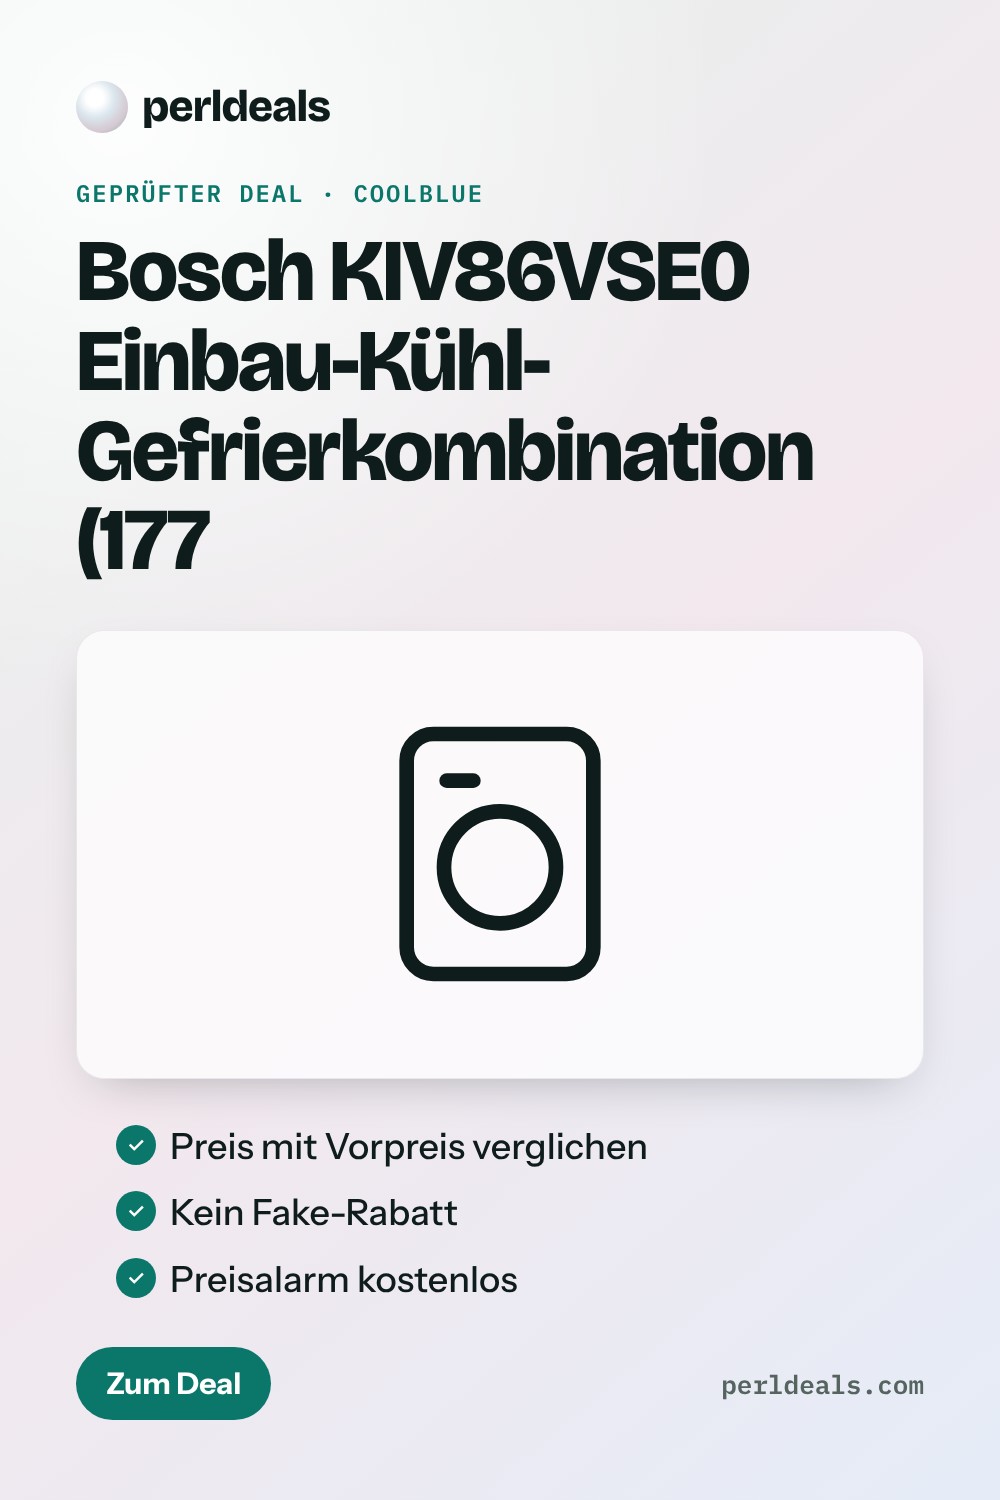 perldeals
GEPRÜFTER DEAL · COOLBLUE
Bosch KIV86VSE0
Einbau-Kühl-
Gefrierkombination
(177
Preis mit Vorpreis verglichen
Kein Fake-Rabatt
Preisalarm kostenlos
Zum Deal
perldeals.com